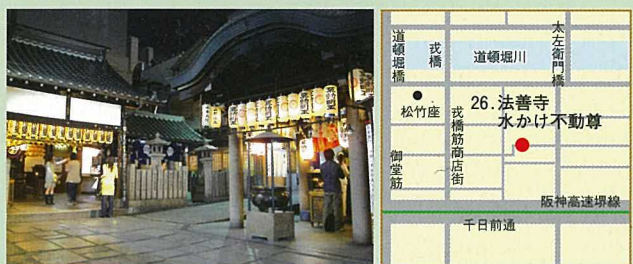 道頓堀橋
戎橋
道頓堀川
太左衛門橋
松竹座
26.法善寺
水かけ不動尊
御堂筋
戎橋筋商店街
阪神高速堺線
千日前通